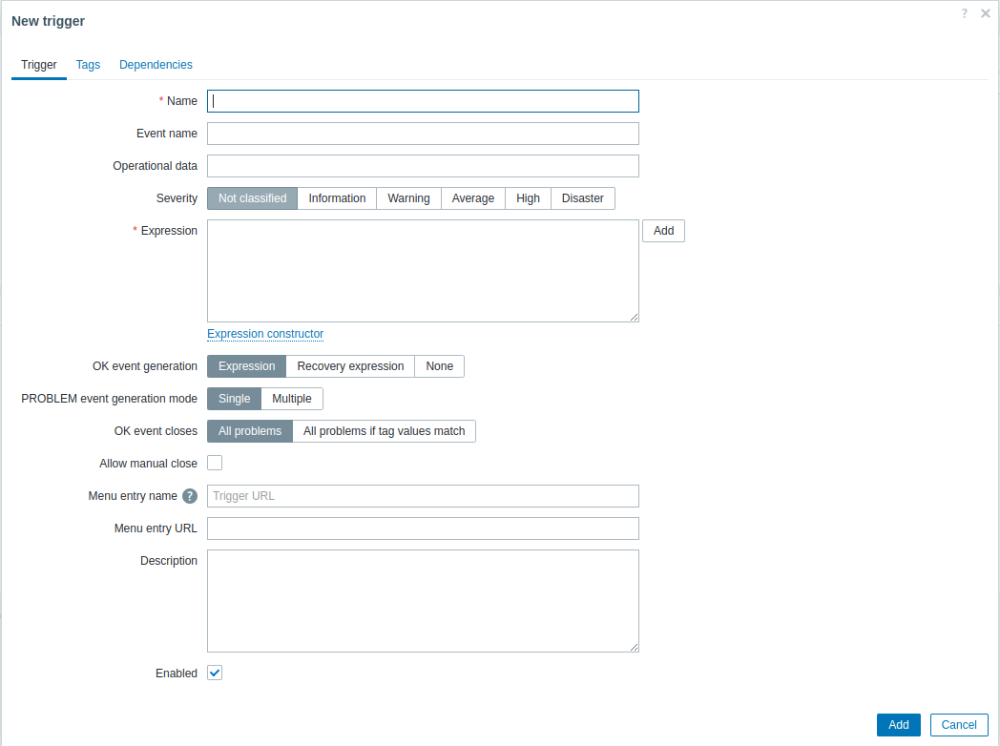 New trigger
? ×
Trigger Tags Dependencies
* Name
Event name
Operational data
Severity Not classified Information Warning Average High Disaster
* Expression Add
Expression constructor
OK event generation Expression Recovery expression None
PROBLEM event generation mode Single Multiple
OK event closes All problems All problems if tag values match
Allow manual close
Menu entry name ? Trigger URL
Menu entry URL
Description
Enabled
Add Cancel